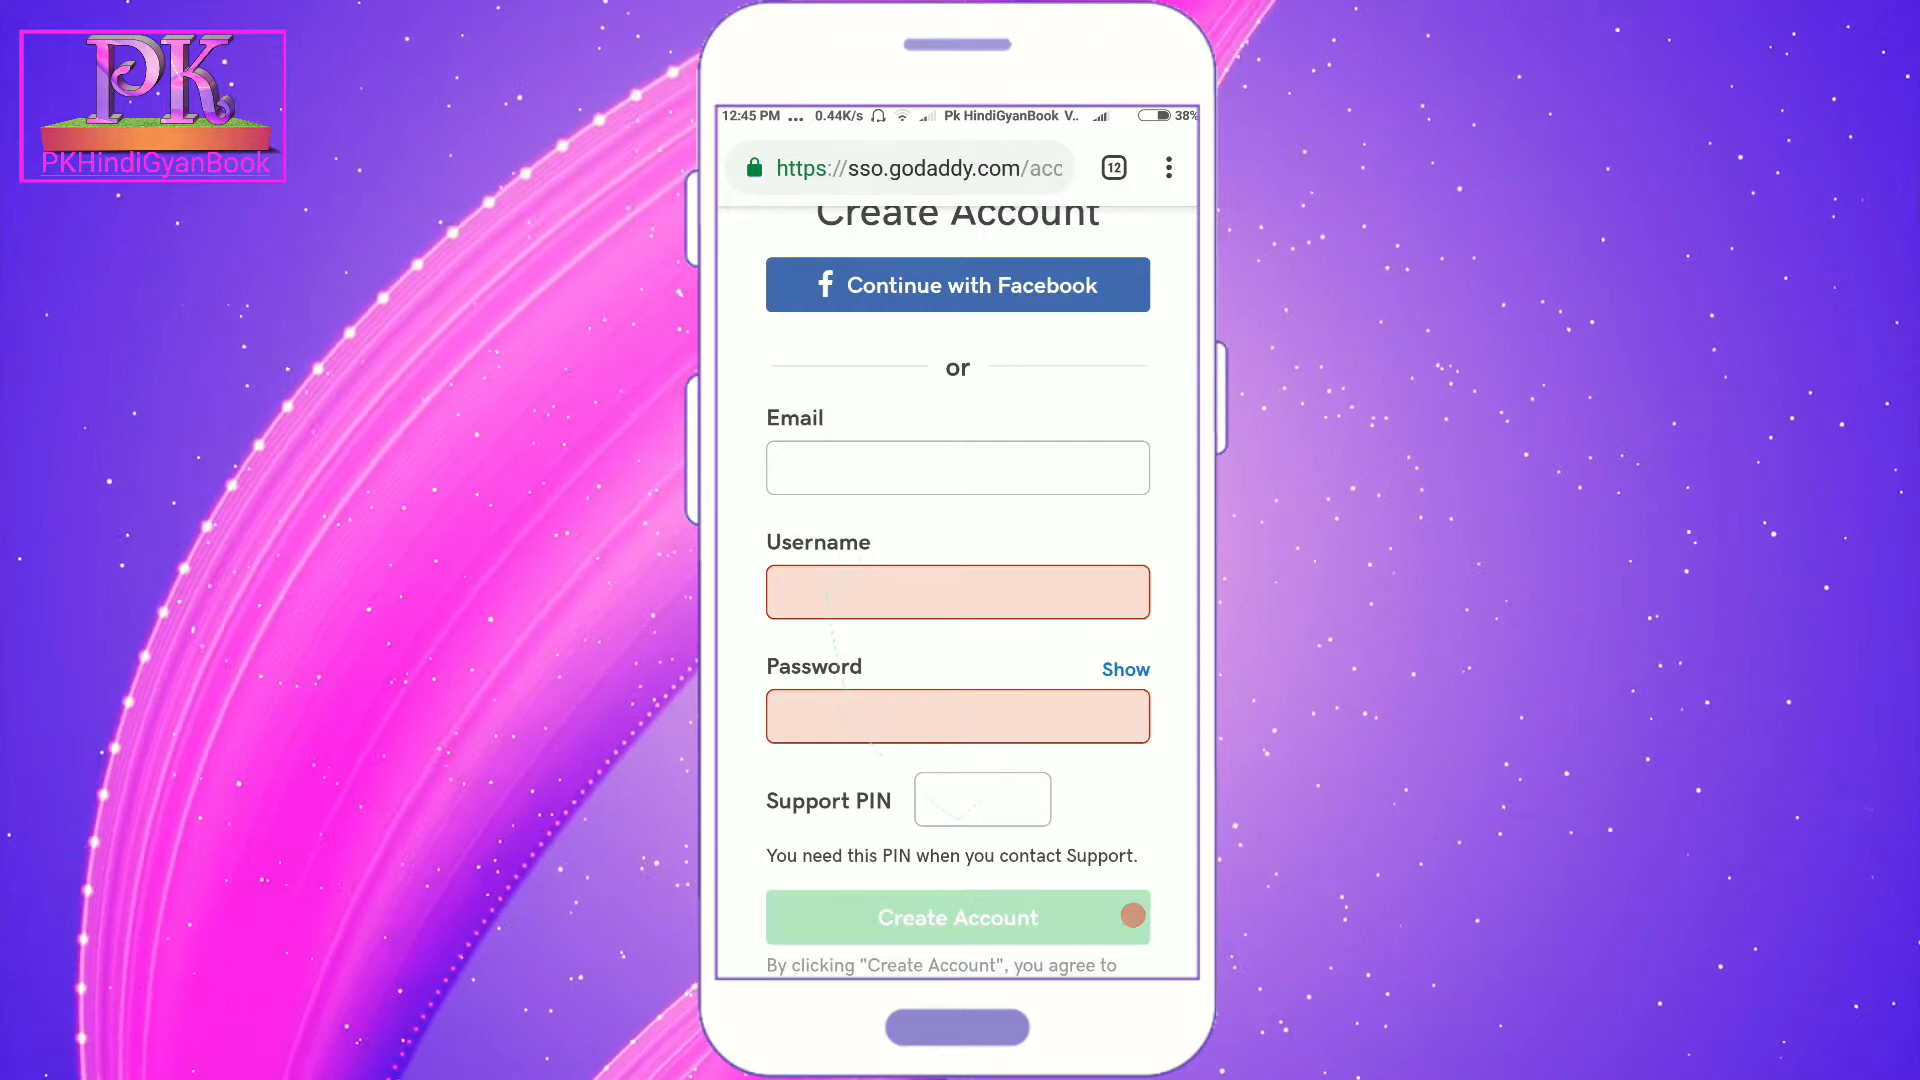 PK
PKHindiGyanBook
12:45 PM ... 0.44K/s Pk HindiGyanBook V.. 38%
https://sso.godaddy.com/acc
12
Create Account
f Continue with Facebook
or
Email
Username
Password
Show
Support PIN
You need this PIN when you contact Support.
Create Account
By clicking "Create Account", you agree to